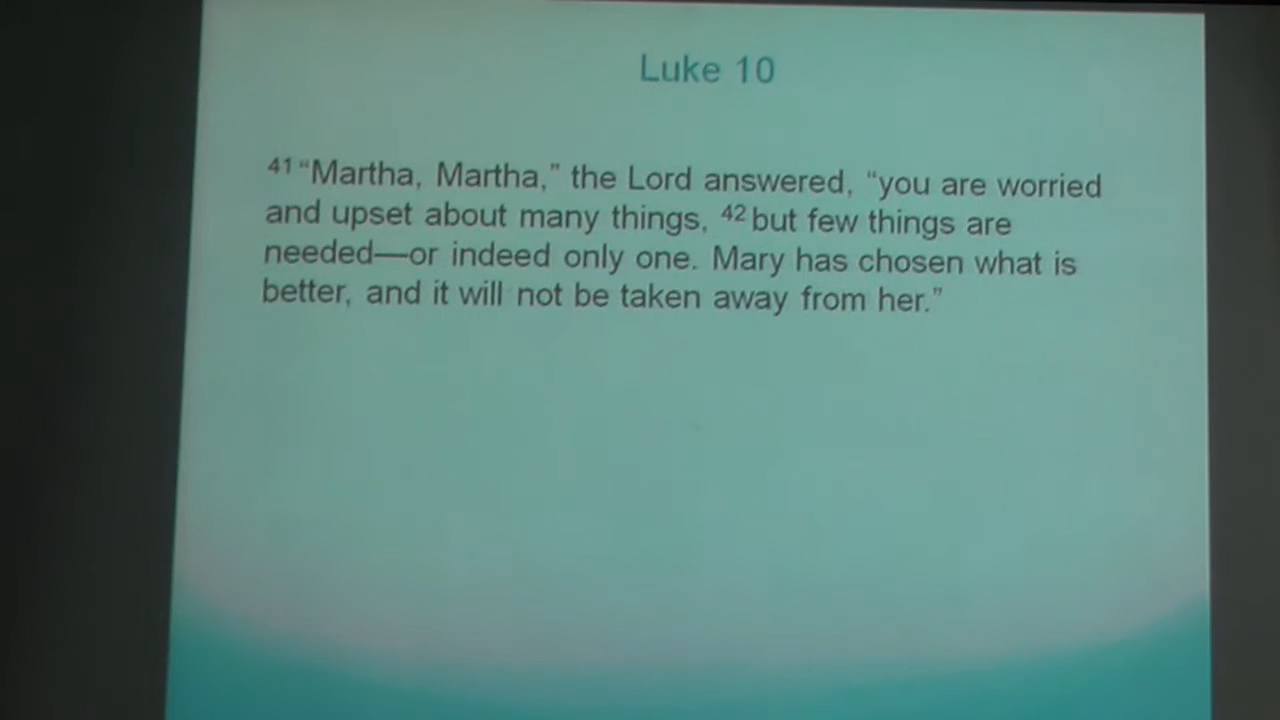 Luke 10
41 “Martha, Martha,” the Lord answered, “you are worried
and upset about many things, 42 but few things are
needed—or indeed only one. Mary has chosen what is
better, and it will not be taken away from her.”